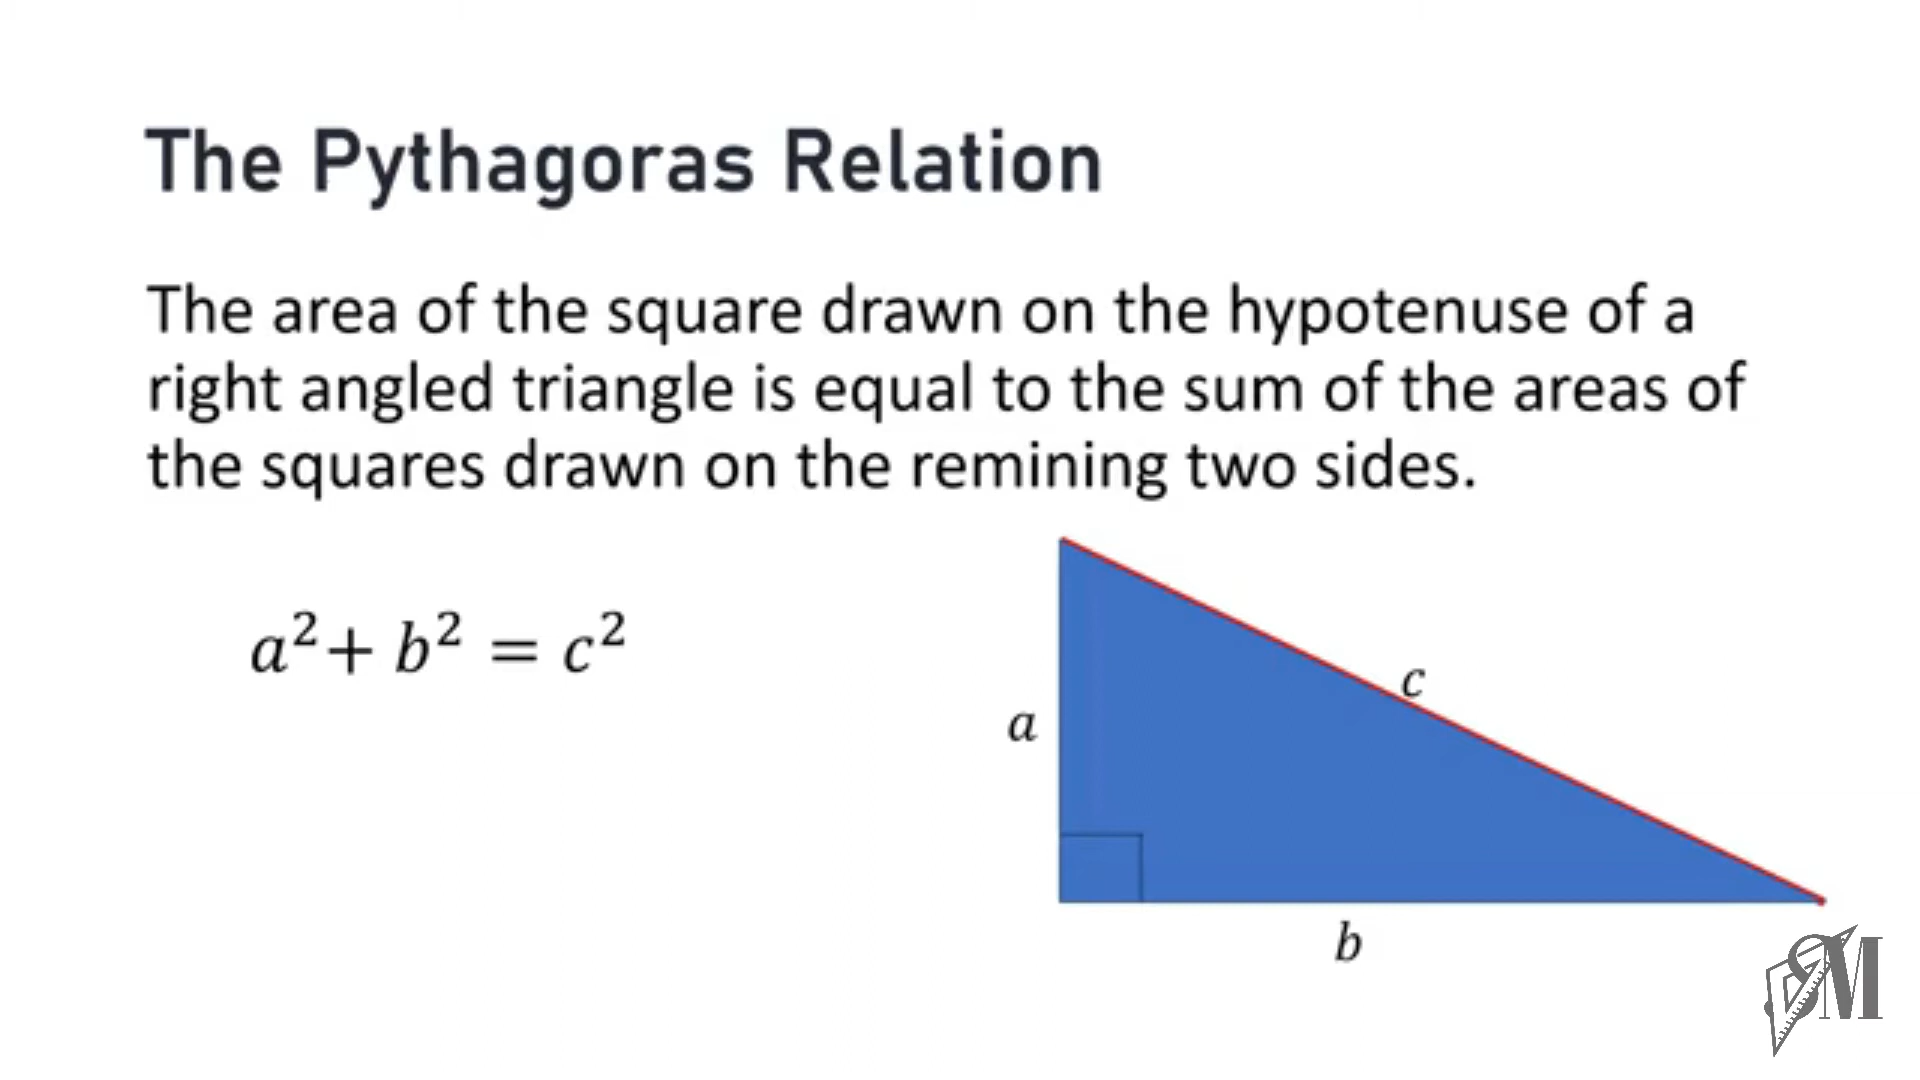 The Pythagoras Relation
The area of the square drawn on the hypotenuse of a
right angled triangle is equal to the sum of the areas of
the squares drawn on the remining two sides.
a² + b² = c²
c
a
b
SM